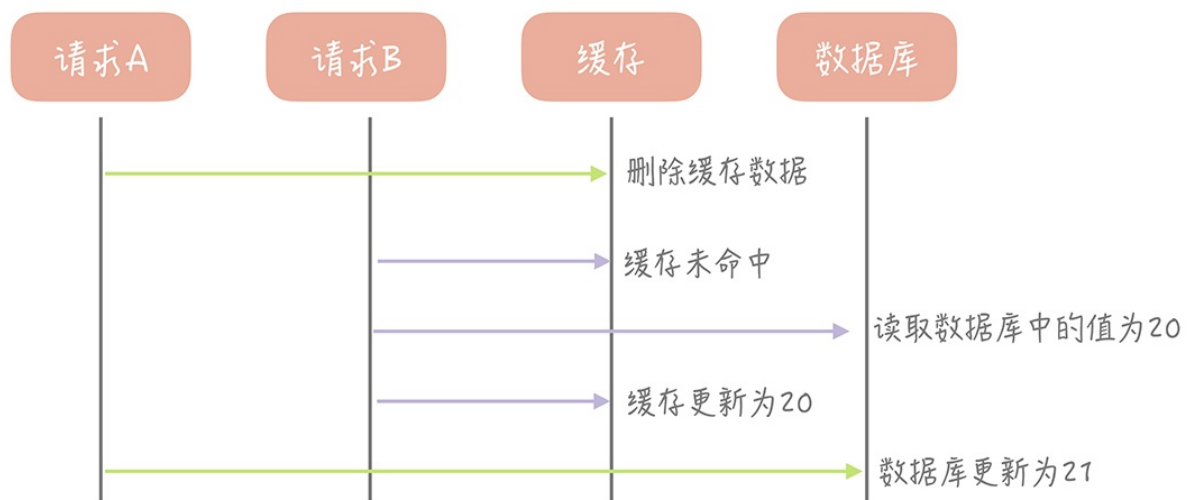 请求A
请求B
缓存
数据库
删除缓存数据
缓存未命中
读取数据库中的值为20
缓存更新为20
数据库更新为21